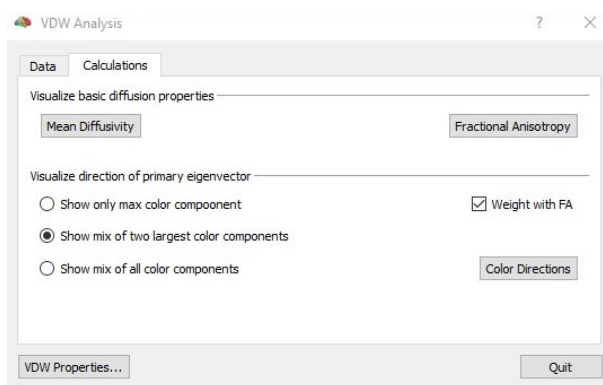 VDW Analysis ? ×
Data Calculations
Visualize basic diffusion properties
Mean Diffusivity Fractional Anisotropy
Visualize direction of primary eigenvector
Show only max color compoonent Weight with FA
Show mix of two largest color components
Show mix of all color components Color Directions
VDW Properties... Quit